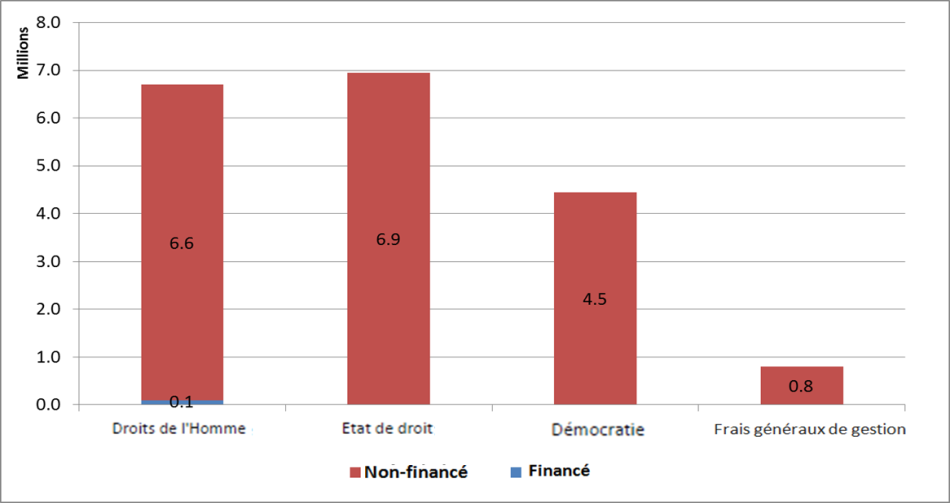 Millions
8.0
7.0
6.0
5.0
4.0
3.0
2.0
1.0
0.0
6.6
0.1
6.9
4.5
0.8
Droits de l'Homme
Etat de droit
Démocratie
Frais généraux de gestion
Non-financé
Financé